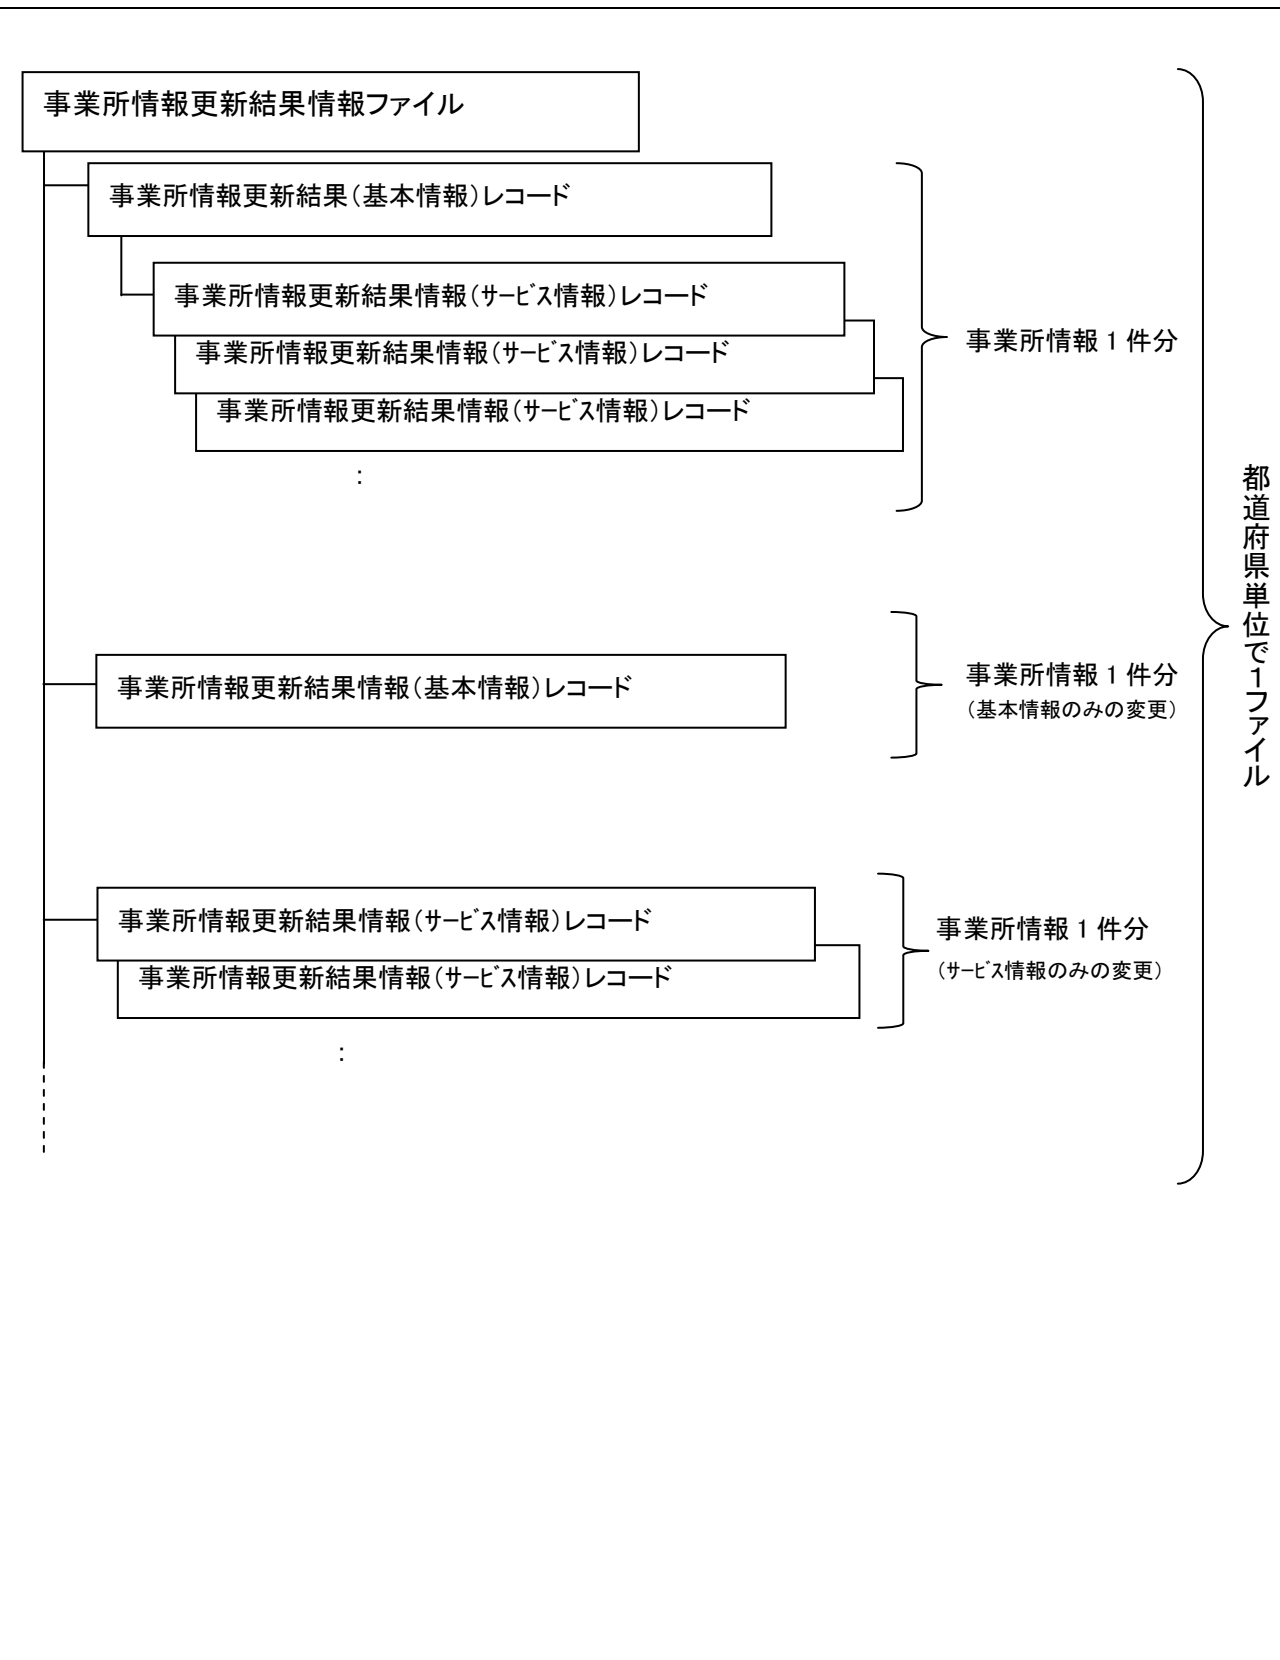 事業所情報更新結果情報ファイル
事業所情報更新結果(基本情報)レコード
事業所情報更新結果情報(ｻｰﾋﾞｽ情報)レコード
事業所情報更新結果情報(ｻｰﾋﾞｽ情報)レコード
事業所情報更新結果情報(ｻｰﾋﾞｽ情報)レコード
:
事業所情報1件分
事業所情報更新結果情報(基本情報)レコード
事業所情報1件分
(基本情報のみの変更)
事業所情報更新結果情報(ｻｰﾋﾞｽ情報)レコード
事業所情報更新結果情報(ｻｰﾋﾞｽ情報)レコード
:
事業所情報1件分
(ｻｰﾋﾞｽ情報のみの変更)
都道府県単位で1ファイル